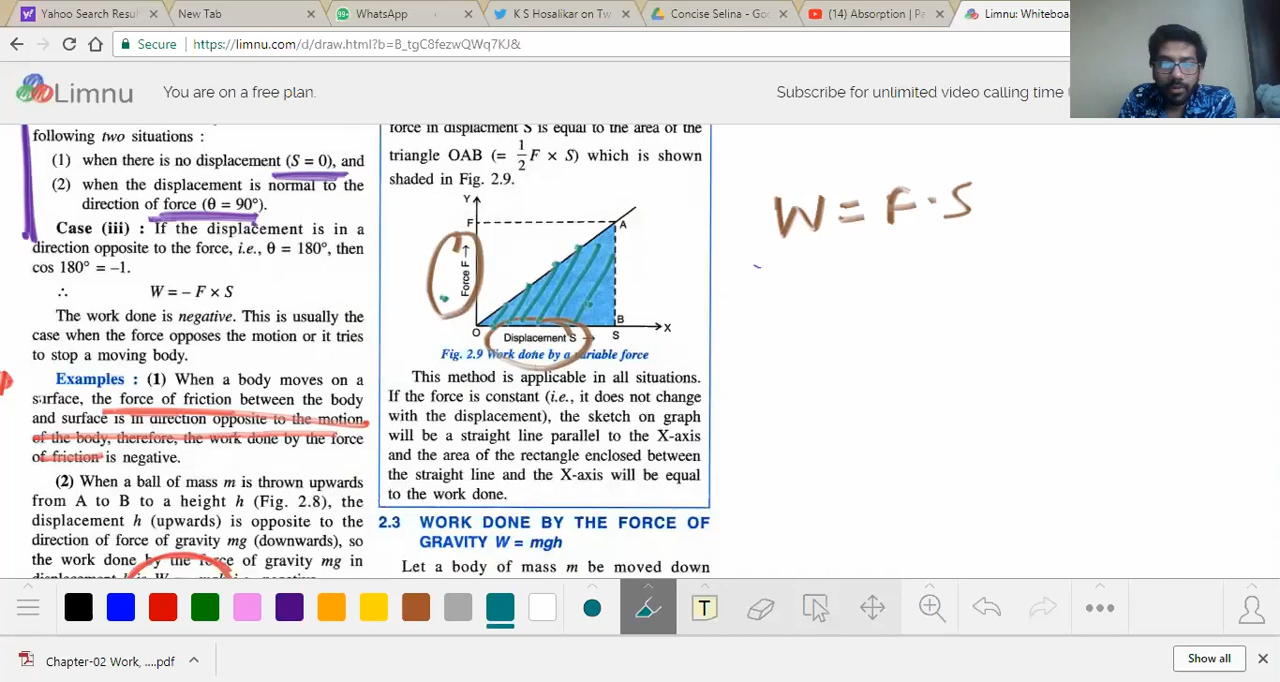 Yahoo Search Result
New Tab
99+ WhatsApp
K S Hosalikar on Tw
Concise Selina - Goo
(14) Absorption | Pa
Limnu: Whiteboa
Secure
https://limnu.com/d/draw.html?b=B_tgC8fezwQWq7KJ&
Limnu
You are on a free plan.
Subscribe for unlimited video calling time
following two situations :
(1) when there is no displacement (S = 0), and
(2) when the displacement is normal to the
direction of force (θ = 90°).
Case (iii) : If the displacement is in a
direction opposite to the force, i.e., θ = 180°, then
cos 180° = –1.
∴ W = – F × S
The work done is negative. This is usually the
case when the force opposes the motion or it tries
to stop a moving body.
Examples : (1) When a body moves on a
surface, the force of friction between the body
and surface is in direction opposite to the motion
of the body, therefore, the work done by the force
of friction is negative.
(2) When a ball of mass m is thrown upwards
from A to B to a height h (Fig. 2.8), the
displacement h (upwards) is opposite to the
direction of force of gravity mg (downwards), so
the work done by the force of gravity mg in
force in displacment S is equal to the area of the
triangle OAB (= 1/2 F × S) which is shown
shaded in Fig. 2.9.
Y
F
A
Force F →
O
B
X
Displacement S →
S
Fig. 2.9 Work done by a variable force
This method is applicable in all situations.
If the force is constant (i.e., it does not change
with the displacement), the sketch on graph
will be a straight line parallel to the X-axis
and the area of the rectangle enclosed between
the straight line and the X-axis will be equal
to the work done.
2.3 WORK DONE BY THE FORCE OF
GRAVITY W = mgh
Let a body of mass m be moved down
W = F · S
T
Chapter-02 Work, ....pdf
Show all